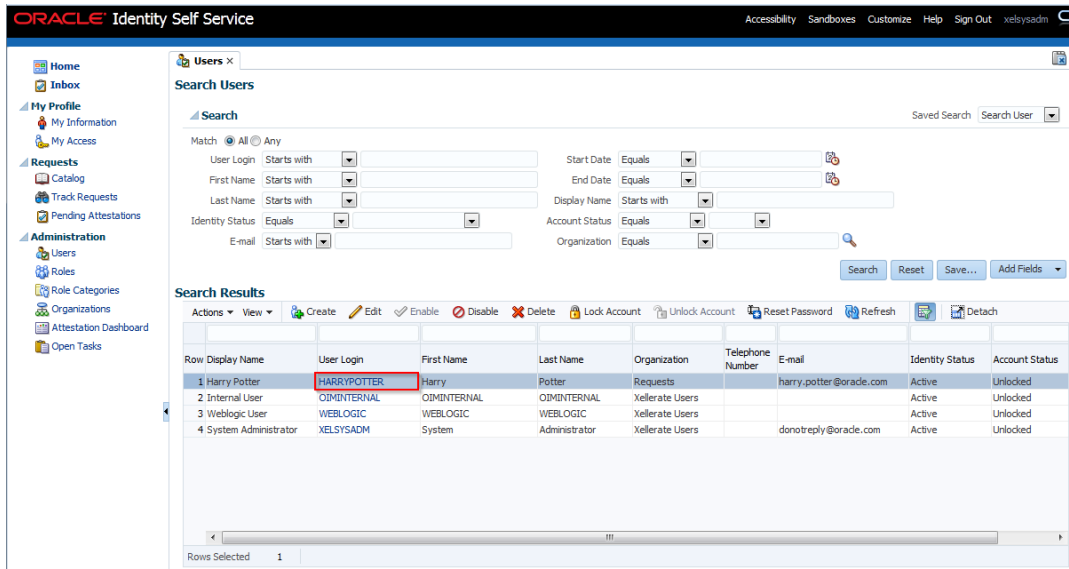 ORACLE Identity Self Service
Accessibility Sandboxes Customize Help Sign Out xelsysadm
Home
Inbox
My Profile
My Information
My Access
Requests
Catalog
Track Requests
Pending Attestations
Administration
Users
Roles
Role Categories
Organizations
Attestation Dashboard
Open Tasks
Users ×
Search Users
Search
Saved Search Search User
Match All Any
User Login Starts with Start Date Equals
First Name Starts with End Date Equals
Last Name Starts with Display Name Starts with
Identity Status Equals Account Status Equals
E-mail Starts with Organization Equals
Search Reset Save... Add Fields
Search Results
Actions View Create Edit Enable Disable Delete Lock Account Unlock Account Reset Password Refresh Detach
Row Display Name User Login First Name Last Name Organization Telephone Number E-mail Identity Status Account Status
1 Harry Potter HARRYPOTTER Harry Potter Requests harry.potter@oracle.com Active Unlocked
2 Internal User OIMINTERNAL OIMINTERNAL OIMINTERNAL Xellerate Users Active Unlocked
3 Weblogic User WEBLOGIC WEBLOGIC WEBLOGIC Xellerate Users Active Unlocked
4 System Administrator XELSYSADM System Administrator Xellerate Users donotreply@oracle.com Active Unlocked
Rows Selected 1